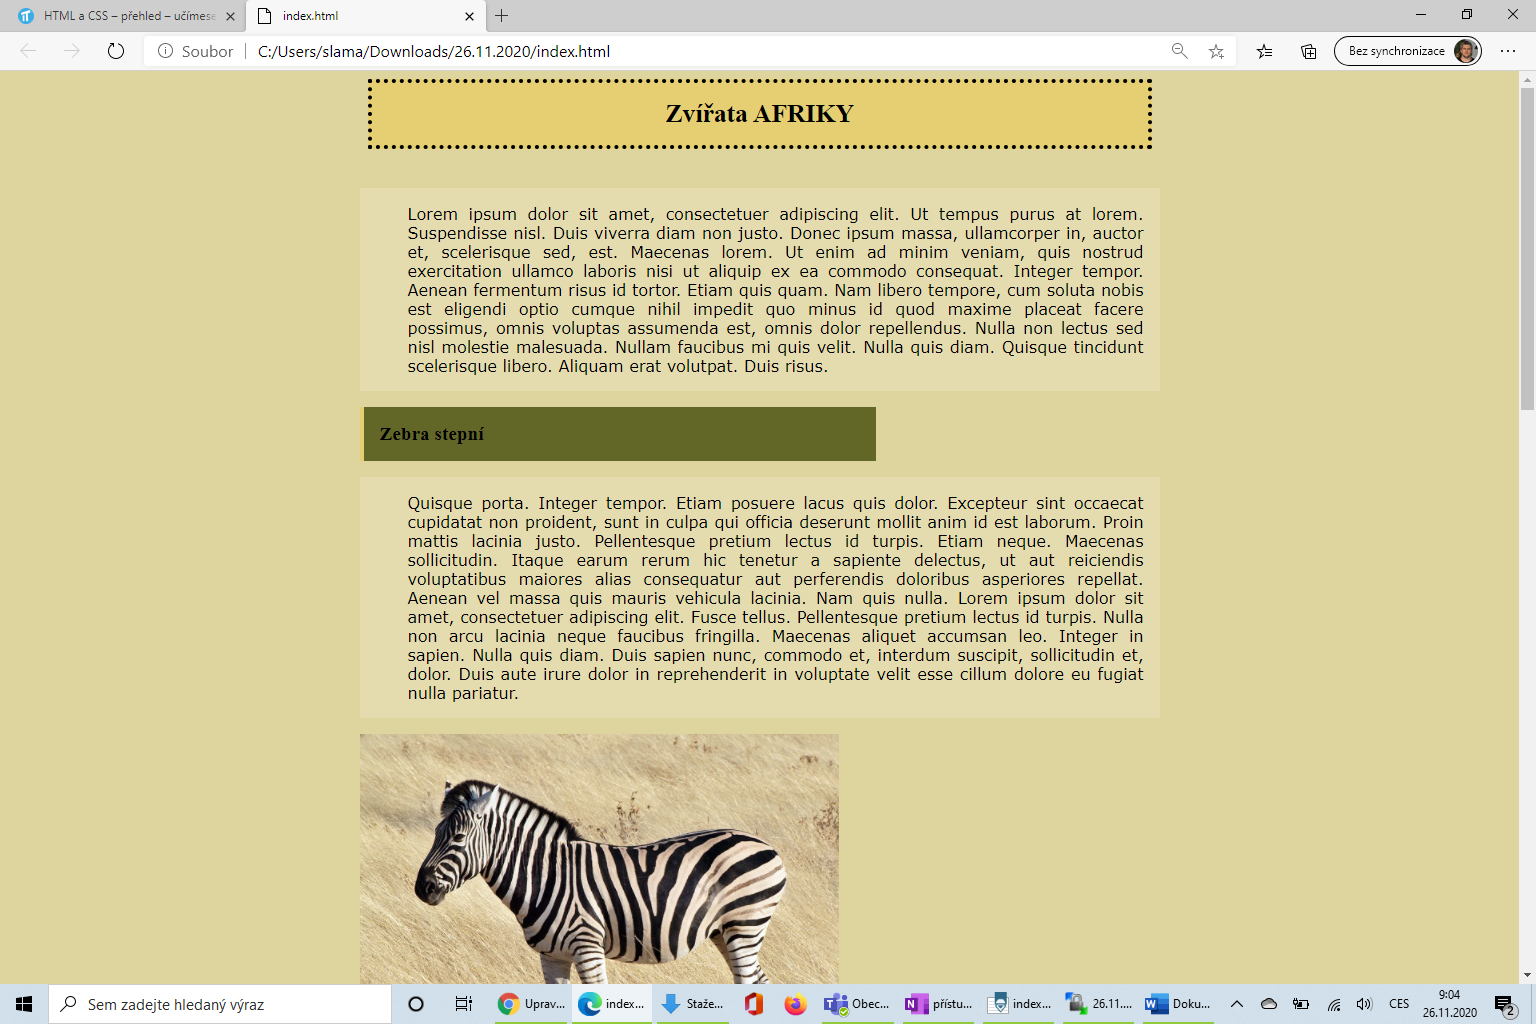 HTML a CSS – přehled – učímese
index.html
Soubor
C:/Users/slama/Downloads/26.11.2020/index.html
Bez synchronizace
Zvířata AFRIKY
Lorem ipsum dolor sit amet, consectetuer adipiscing elit. Ut tempus purus at lorem.
Suspendisse nisl. Duis viverra diam non justo. Donec ipsum massa, ullamcorper in, auctor
et, scelerisque sed, est. Maecenas lorem. Ut enim ad minim veniam, quis nostrud
exercitation ullamco laboris nisi ut aliquip ex ea commodo consequat. Integer tempor.
Aenean fermentum risus id tortor. Etiam quis quam. Nam libero tempore, cum soluta nobis
est eligendi optio cumque nihil impedit quo minus id quod maxime placeat facere
possimus, omnis voluptas assumenda est, omnis dolor repellendus. Nulla non lectus sed
nisl molestie malesuada. Nullam faucibus mi quis velit. Nulla quis diam. Quisque tincidunt
scelerisque libero. Aliquam erat volutpat. Duis risus.
Zebra stepní
Quisque porta. Integer tempor. Etiam posuere lacus quis dolor. Excepteur sint occaecat
cupidatat non proident, sunt in culpa qui officia deserunt mollit anim id est laborum. Proin
mattis lacinia justo. Pellentesque pretium lectus id turpis. Etiam neque. Maecenas
sollicitudin. Itaque earum rerum hic tenetur a sapiente delectus, ut aut reiciendis
voluptatibus maiores alias consequatur aut perferendis doloribus asperiores repellat.
Aenean vel massa quis mauris vehicula lacinia. Nam quis nulla. Lorem ipsum dolor sit
amet, consectetuer adipiscing elit. Fusce tellus. Pellentesque pretium lectus id turpis. Nulla
non arcu lacinia neque faucibus fringilla. Maecenas aliquet accumsan leo. Integer in
sapien. Nulla quis diam. Duis sapien nunc, commodo et, interdum suscipit, sollicitudin et,
dolor. Duis aute irure dolor in reprehenderit in voluptate velit esse cillum dolore eu fugiat
nulla pariatur.
Sem zadejte hledaný výraz
Uprav...
index...
Staže...
Obec...
přístu...
index...
26.11....
Doku...
CES
9:04
26.11.2020
2